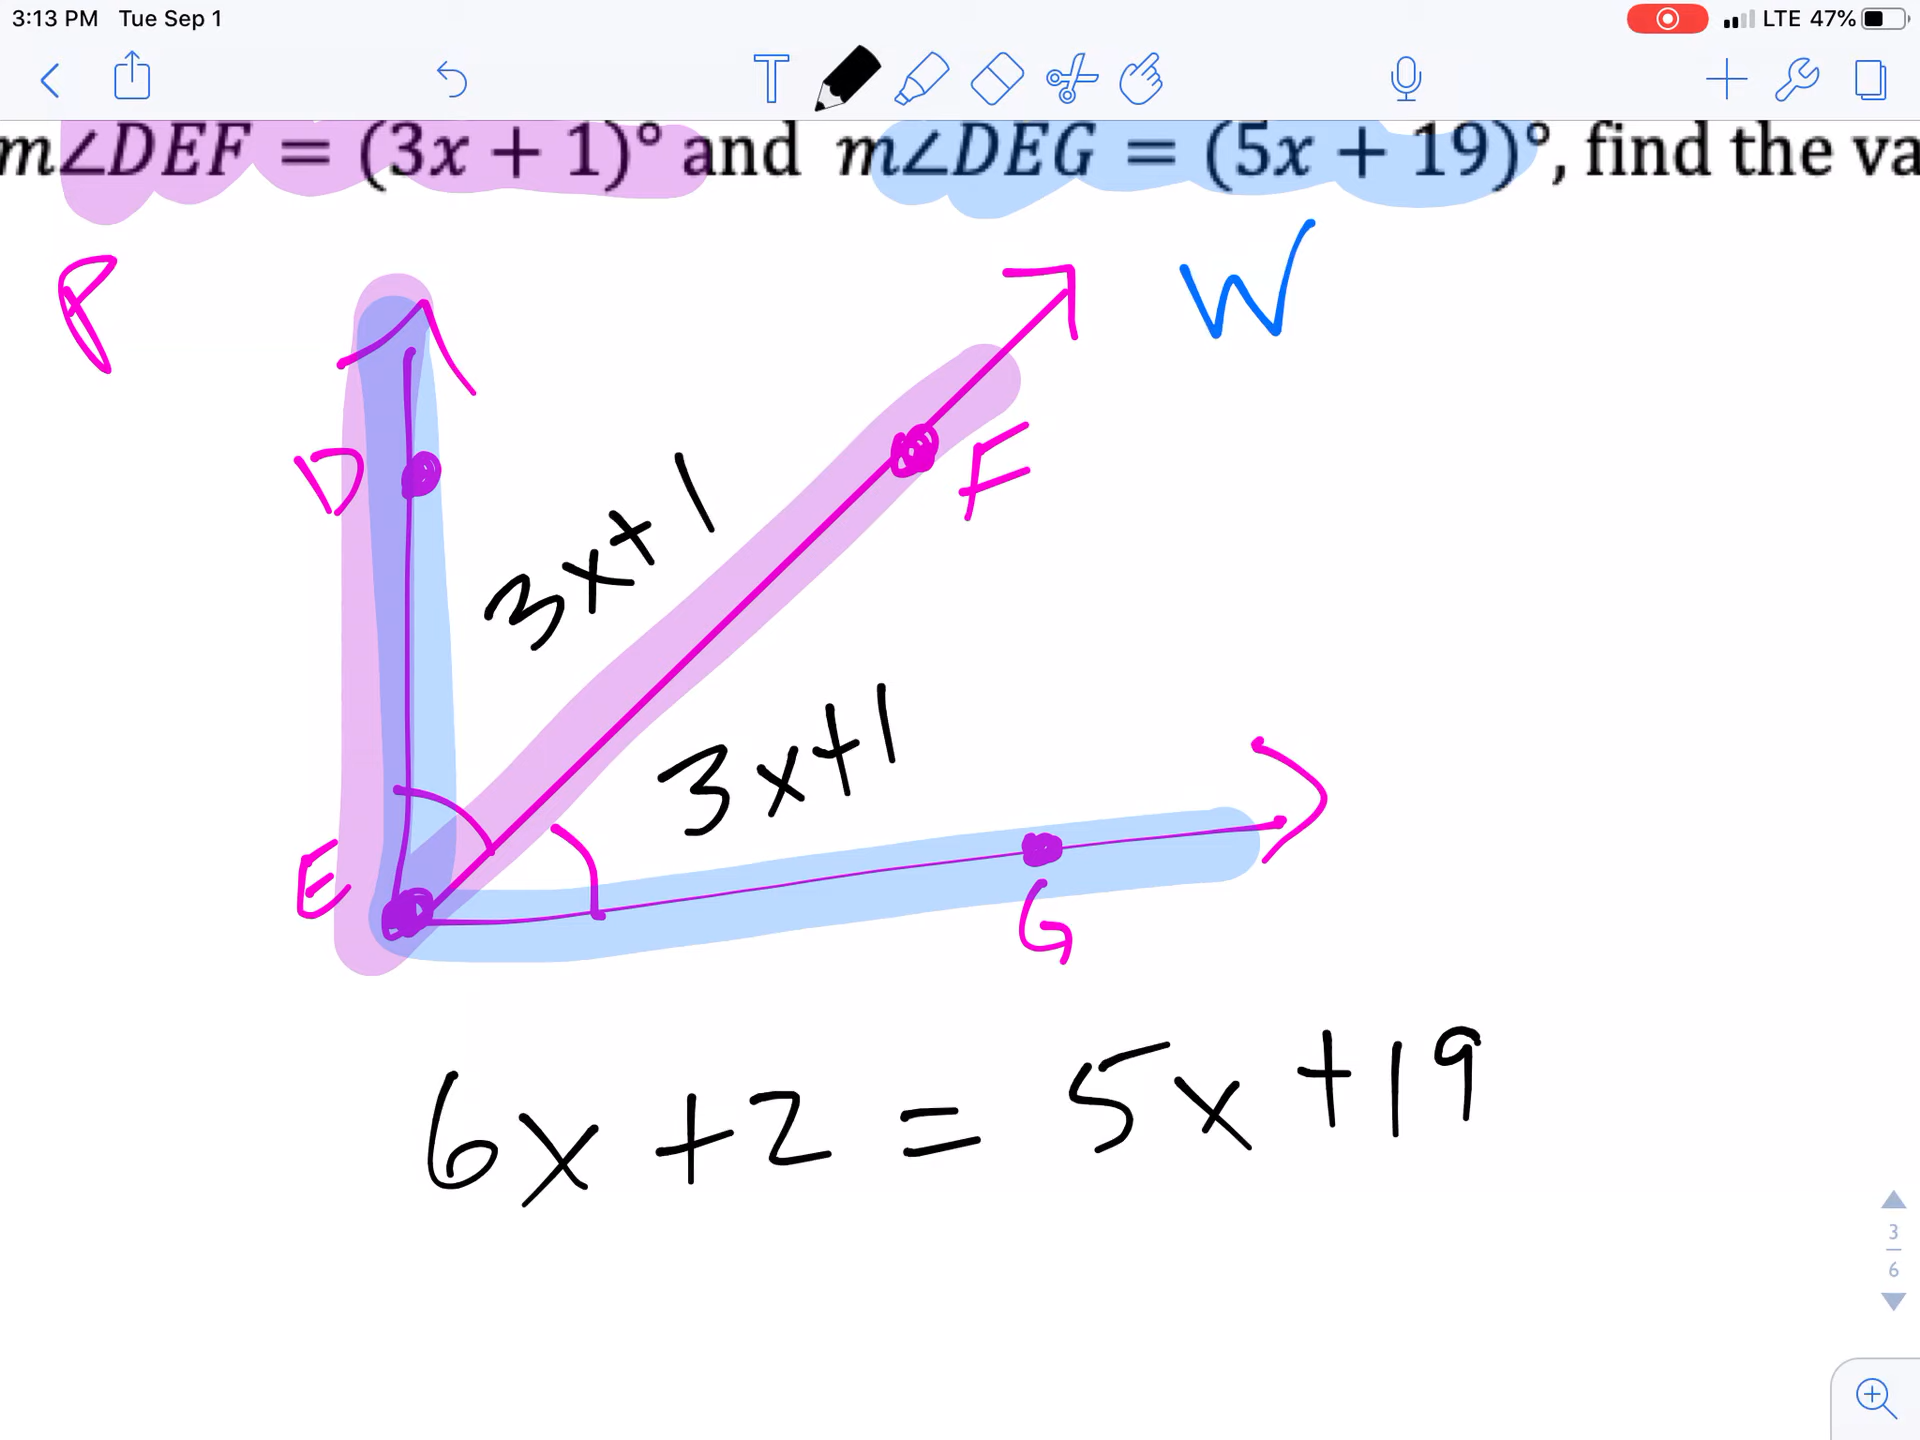 3:13 PM Tue Sep 1 LTE 47%
T
m∠DEF = (3x + 1)° and m∠DEG = (5x + 19)°, find the va
P W
D 3x+1 F
3x+1
E G
6x +2 = 5x +19
3
6